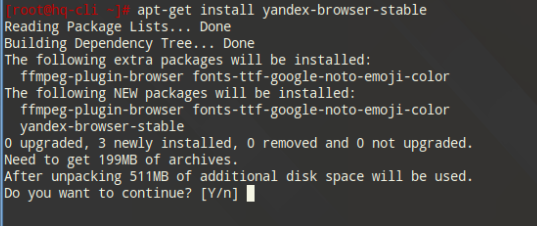 [root@hq-cli ~]# apt-get install yandex-browser-stable
Reading Package Lists... Done
Building Dependency Tree... Done
The following extra packages will be installed:
  ffmpeg-plugin-browser fonts-ttf-google-noto-emoji-color
The following NEW packages will be installed:
  ffmpeg-plugin-browser fonts-ttf-google-noto-emoji-color
  yandex-browser-stable
0 upgraded, 3 newly installed, 0 removed and 0 not upgraded.
Need to get 199MB of archives.
After unpacking 511MB of additional disk space will be used.
Do you want to continue? [Y/n]